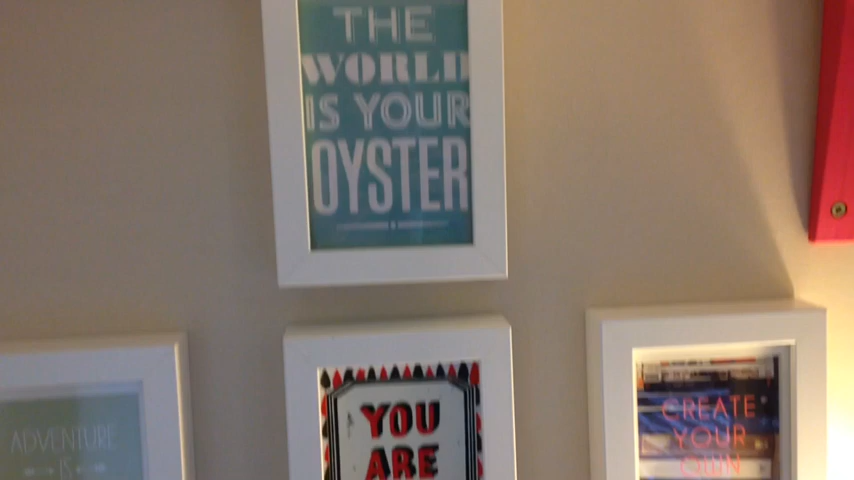 THE
WORLD
IS YOUR
OYSTER
ADVENTURE
IS
YOU
ARE
CREATE
YOUR
OWN